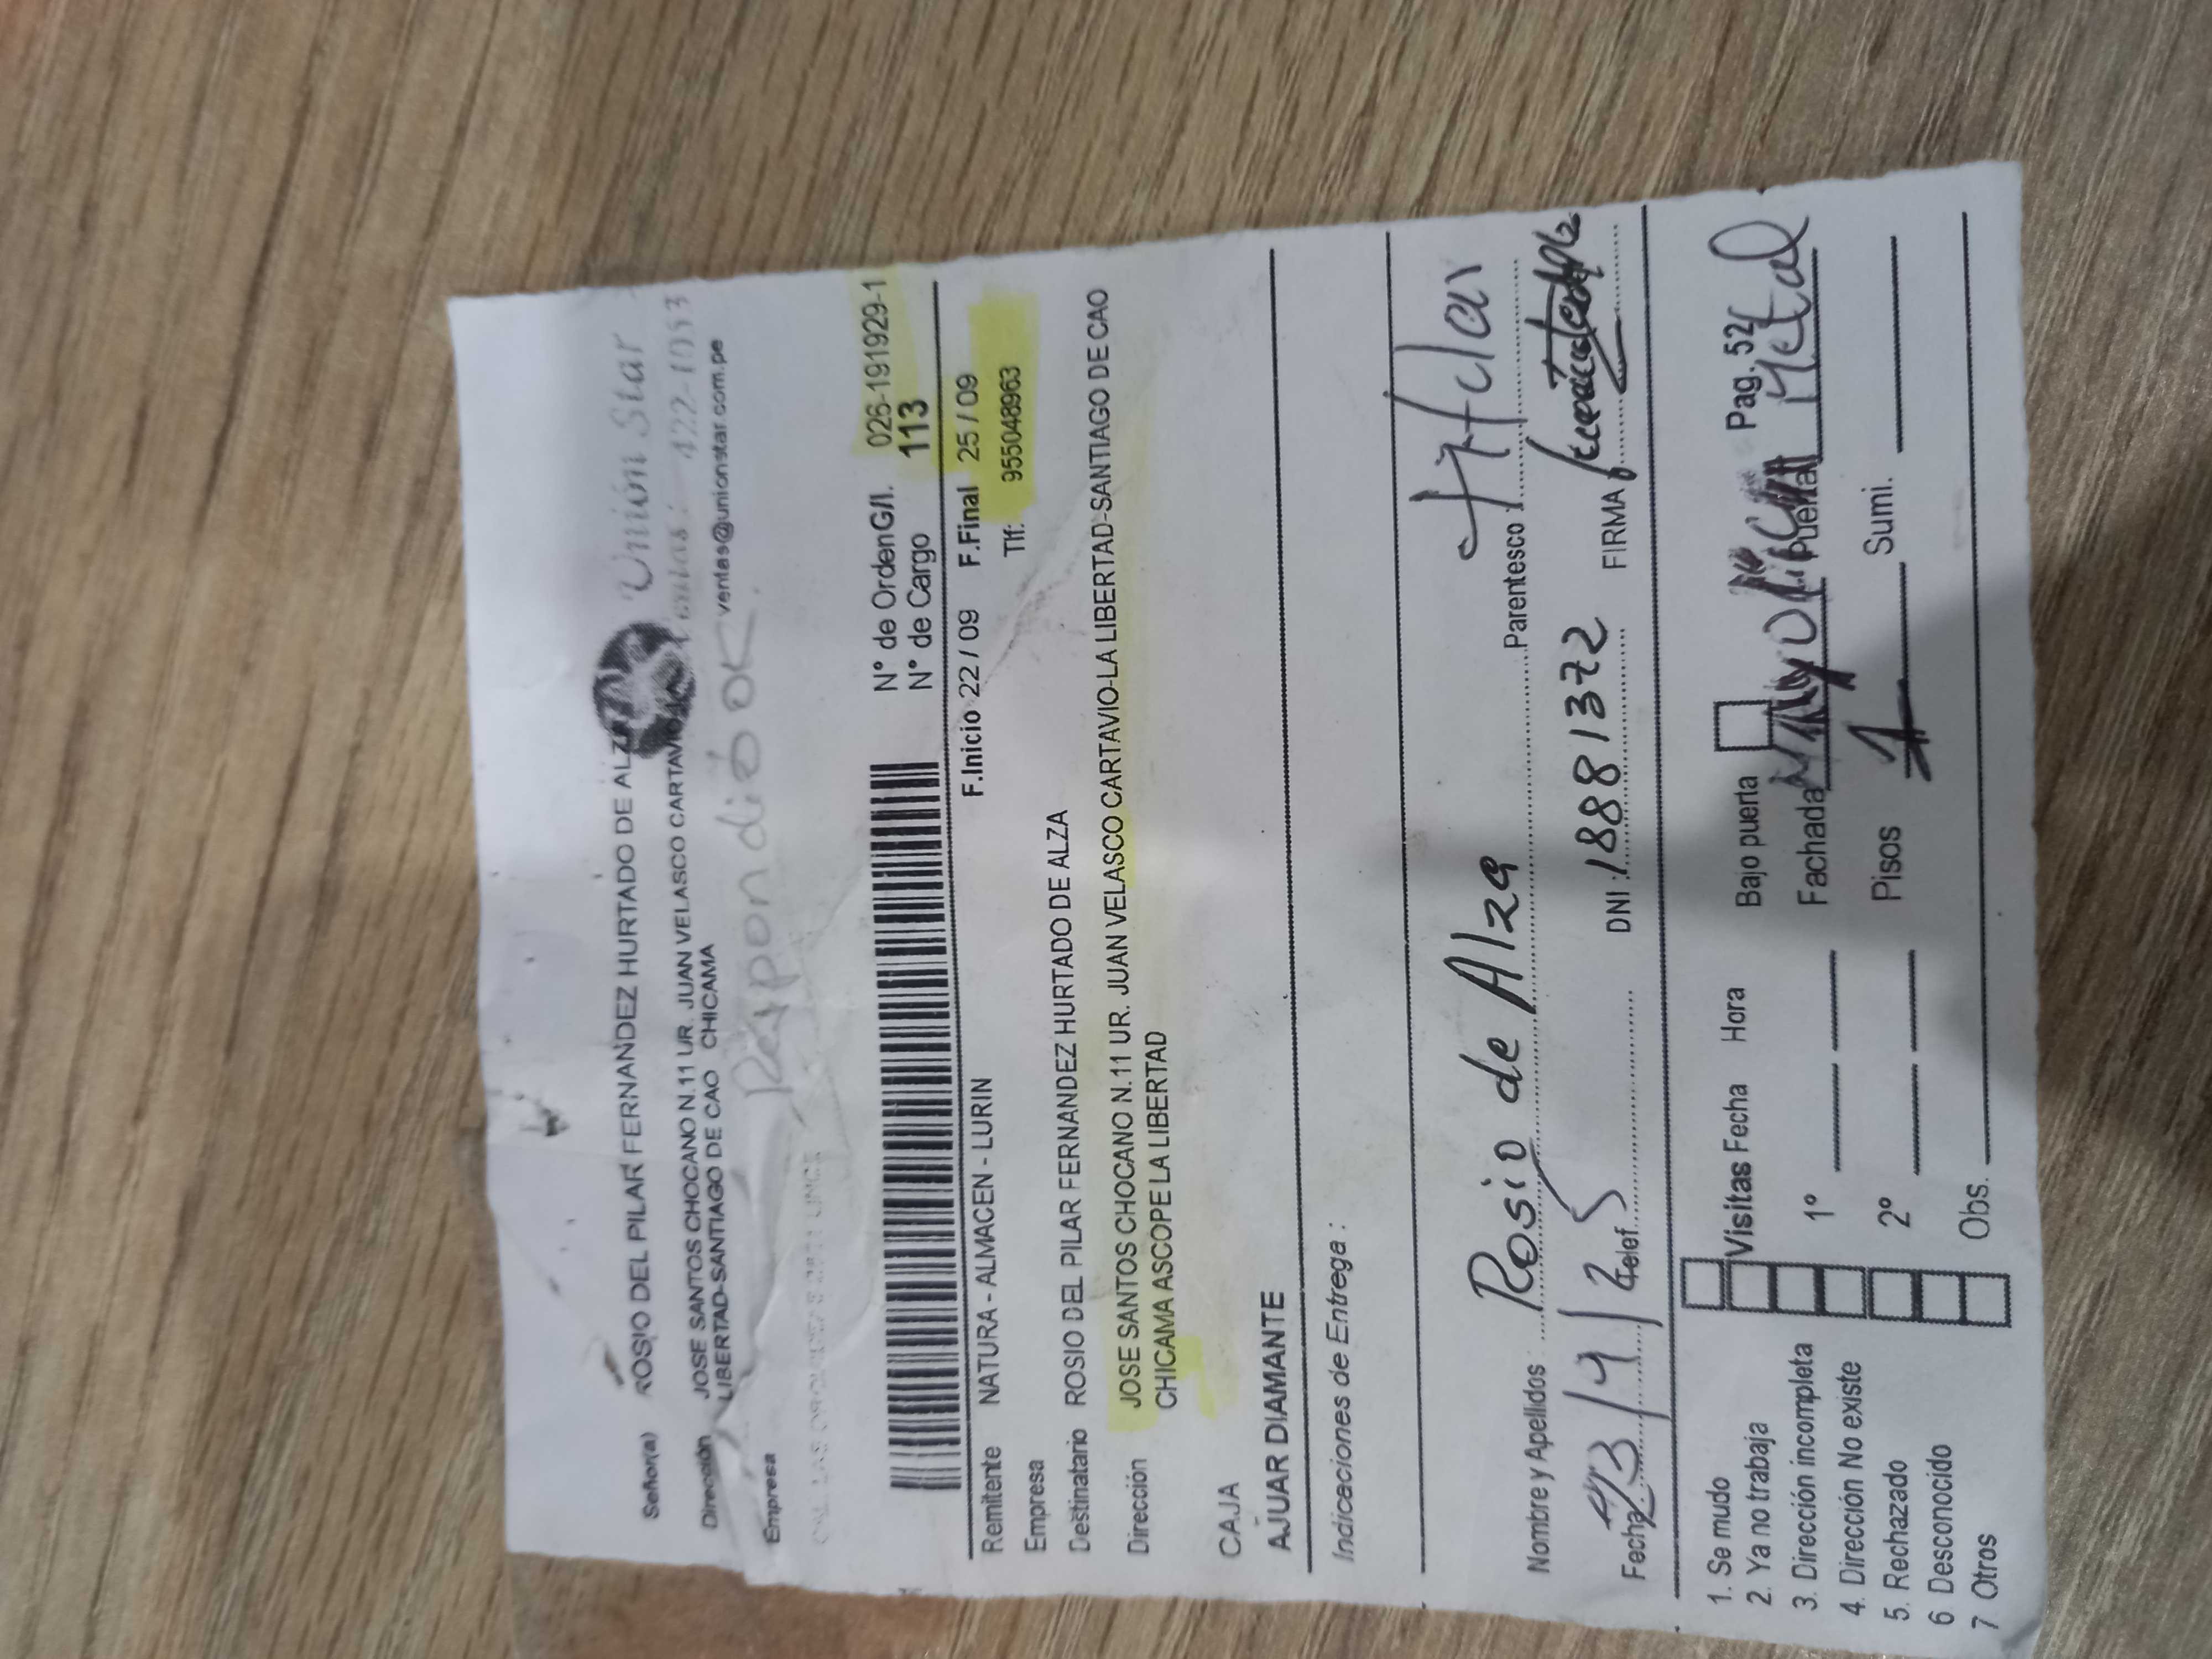 Señor(a) ROSIO DEL PILAR FERNANDEZ HURTADO DE ALZA
Unión Star
Dirección JOSE SANTOS CHOCANO N.11 UR. JUAN VELASCO CARTAVIO-LA
LIBERTAD-SANTIAGO DE CAO CHICAMA
Ventas: 422-1053
ventas@unionstar.com.pe
Respondió OK
Empresa
N° de OrdenG/I. 026-191929-1
N° de Cargo 113
F.Inicio 22 / 09 F.Final 25 / 09
Remitente NATURA - ALMACEN - LURIN
Tlf: 955048963
Empresa
Destinatario ROSIO DEL PILAR FERNANDEZ HURTADO DE ALZA
Dirección JOSE SANTOS CHOCANO N.11 UR. JUAN VELASCO CARTAVIO-LA LIBERTAD-SANTIAGO DE CAO
CHICAMA ASCOPE LA LIBERTAD
CAJA
AJUAR DIAMANTE
Indicaciones de Entrega :
Nombre y Apellidos : Rosio de Alza Parentesco : titular
Fecha 23/9/25 Telef. DNI : 18881372 FIRMA
1. Se mudo
2. Ya no trabaja
3. Dirección incompleta
4. Dirección No existe
5. Rechazado
6 Desconocido
7 Otros
Visitas Fecha Hora Bajo puerta Pag. 52
1° Fachada Puerta Metal
2° Pisos 1 Sumi.
Obs.